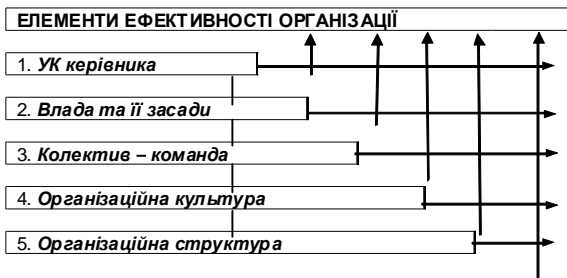 ЕЛЕМЕНТИ ЕФЕКТИВНОСТІ ОРГАНІЗАЦІЇ
1. УК керівника
2. Влада та її засади
3. Колектив – команда
4. Організаційна культура
5. Організаційна структура